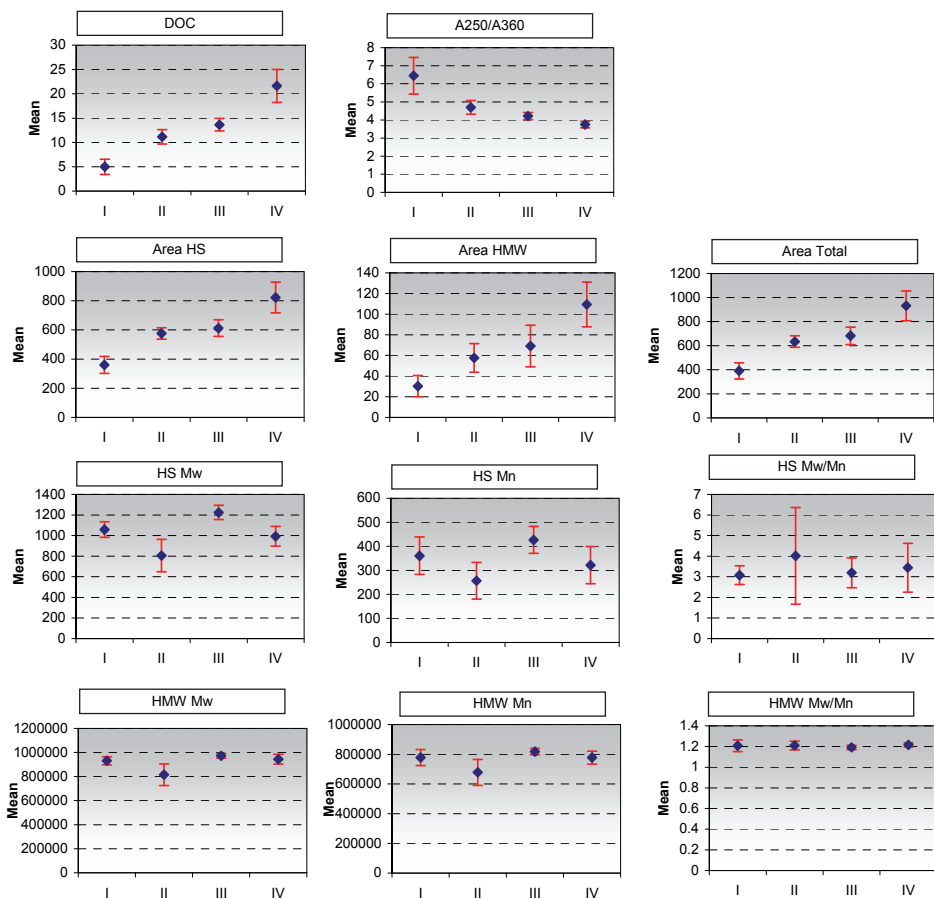 DOC
30
25
20
15
10
5
0
Mean
I II III IV
A250/A360
8
7
6
5
4
3
2
1
0
Mean
I II III IV
Area HS
1000
800
600
400
200
0
Mean
I II III IV
Area HMW
140
120
100
80
60
40
20
0
Mean
I II III IV
Area Total
1200
1000
800
600
400
200
0
Mean
I II III IV
HS Mw
1400
1200
1000
800
600
400
200
0
Mean
I II III IV
HS Mn
600
500
400
300
200
100
0
Mean
I II III IV
HS Mw/Mn
7
6
5
4
3
2
1
0
Mean
I II III IV
HMW Mw
1200000
1000000
800000
600000
400000
200000
0
Mean
I II III IV
HMW Mn
1000000
800000
600000
400000
200000
0
Mean
I II III IV
HMW Mw/Mn
1.4
1.2
1
0.8
0.6
0.4
0.2
0
Mean
I II III IV